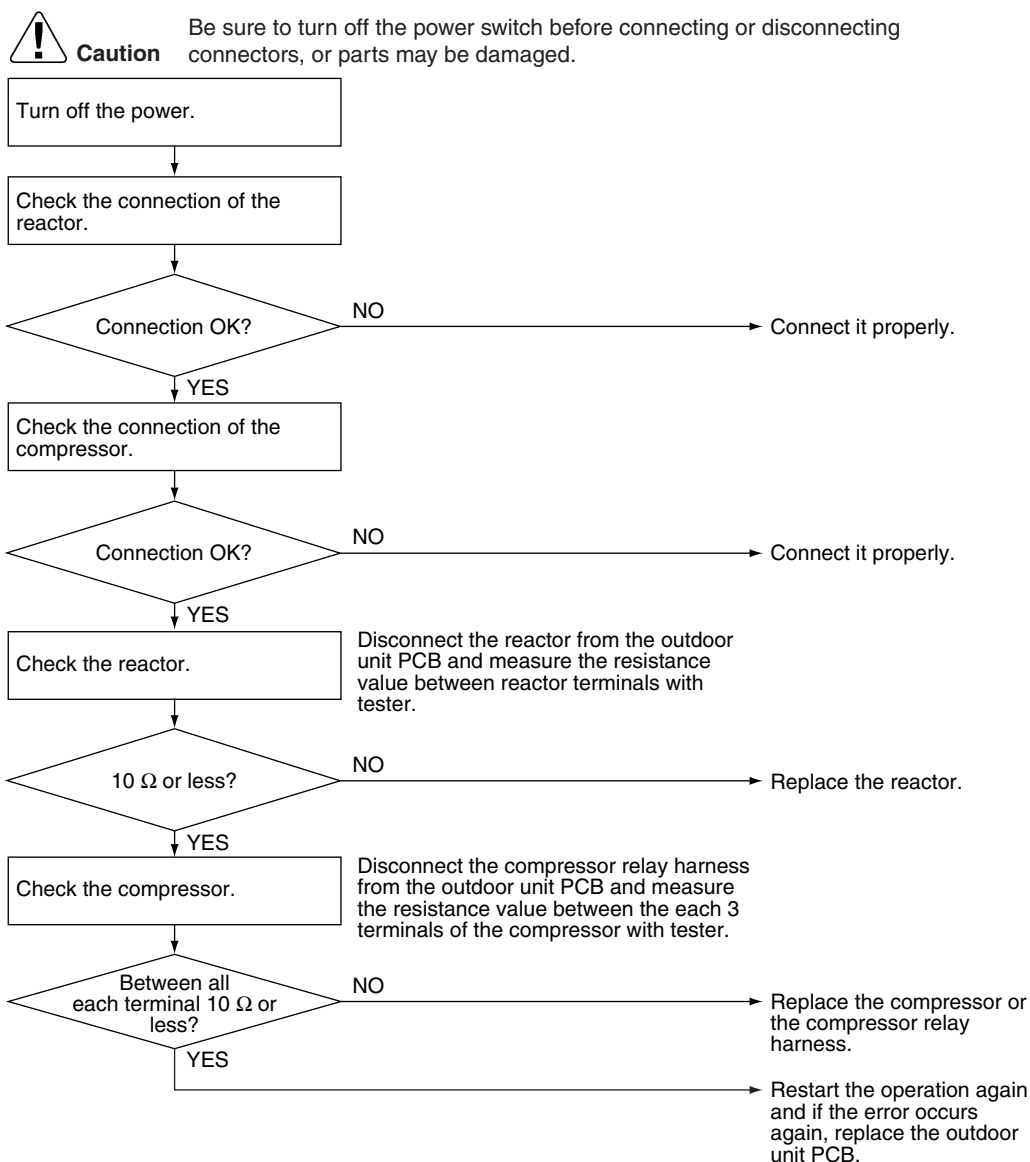 Be sure to turn off the power switch before connecting or disconnecting
Caution connectors, or parts may be damaged.
Turn off the power.
Check the connection of the
reactor.
Connection OK?
NO
Connect it properly.
YES
Check the connection of the
compressor.
Connection OK?
NO
Connect it properly.
YES
Check the reactor.
Disconnect the reactor from the outdoor
unit PCB and measure the resistance
value between reactor terminals with
tester.
10 Ω or less?
NO
Replace the reactor.
YES
Check the compressor.
Disconnect the compressor relay harness
from the outdoor unit PCB and measure
the resistance value between the each 3
terminals of the compressor with tester.
Between all
each terminal 10 Ω or
less?
NO
Replace the compressor or
the compressor relay
harness.
YES
Restart the operation again
and if the error occurs
again, replace the outdoor
unit PCB.